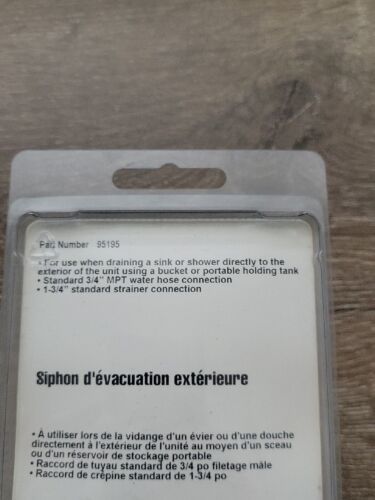 Part Number 95195
• For use when draining a sink or shower directly to the
exterior of the unit using a bucket or portable holding tank
• Standard 3/4" MPT water hose connection
• 1-3/4" standard strainer connection
Siphon d'évacuation extérieure
• À utiliser lors de la vidange d'un évier ou d'une douche
directement à l'extérieur de l'unité au moyen d'un sceau
ou d'un réservoir de stockage portable
• Raccord de tuyau standard de 3/4 po filetage mâle
• Raccord de crépine standard de 1-3/4 po